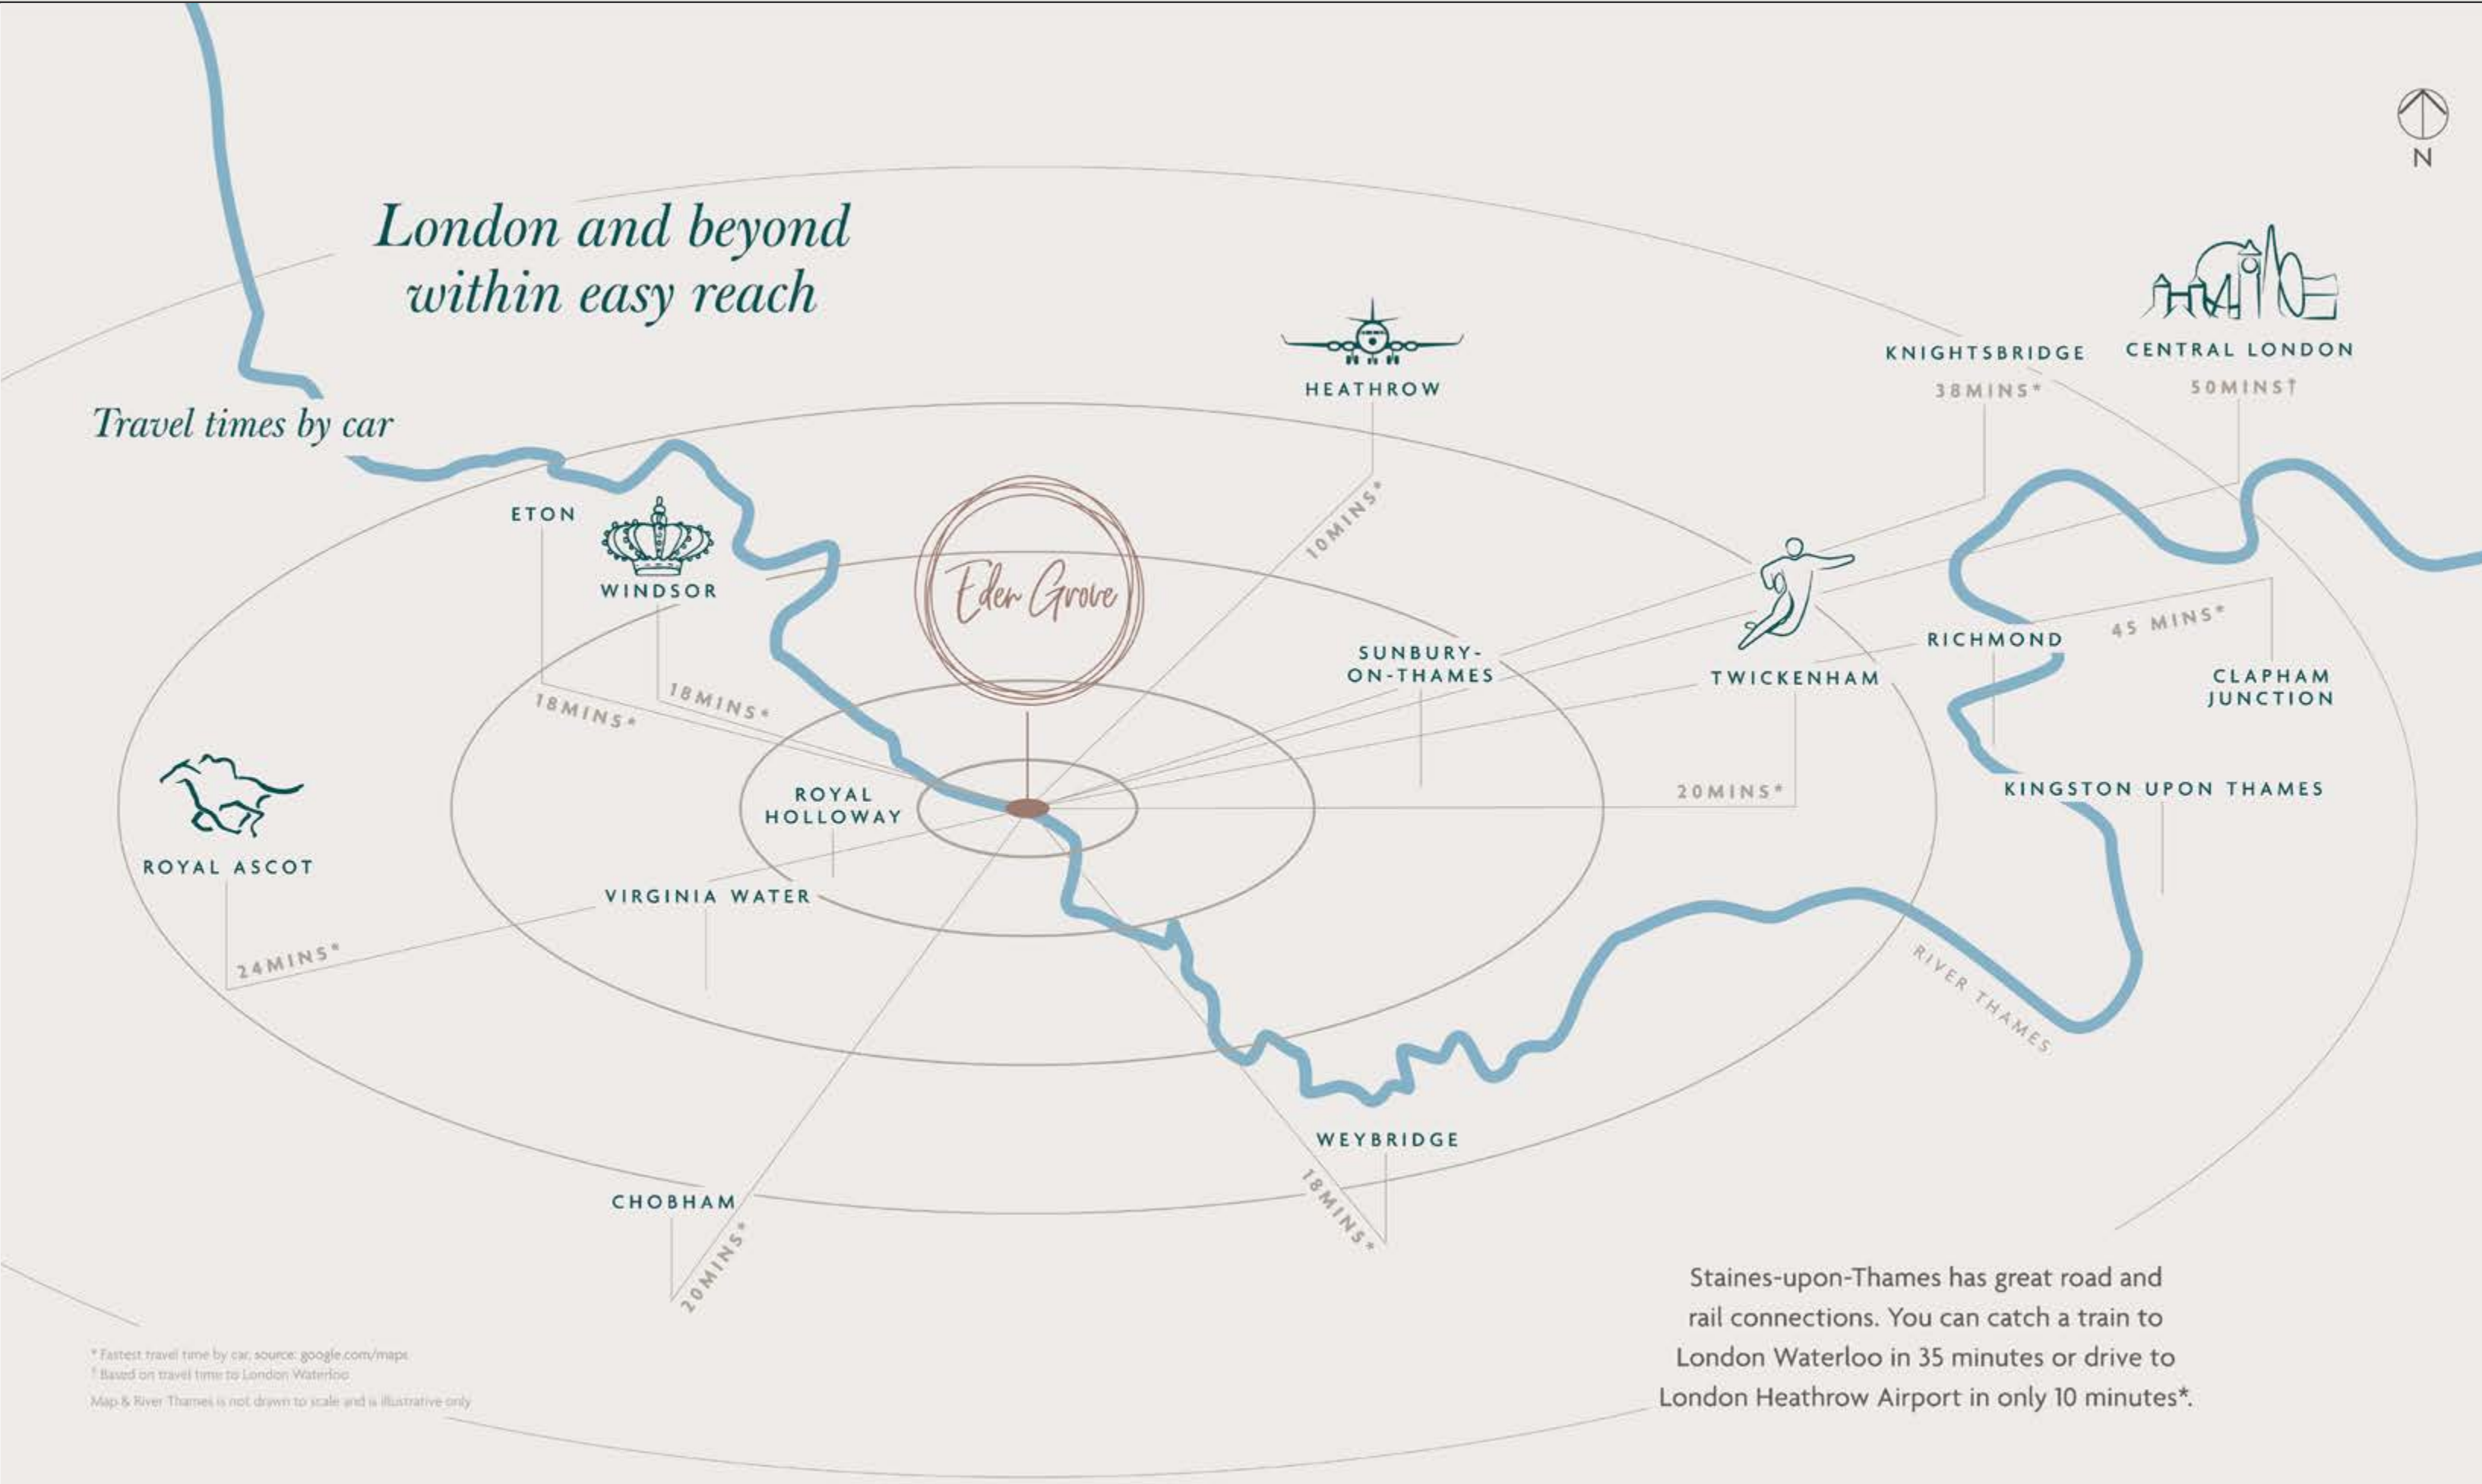 N
London and beyond
within easy reach
Travel times by car
HEATHROW
10MINS*
KNIGHTSBRIDGE
38MINS*
CENTRAL LONDON
50MINS†
ETON
18MINS*
WINDSOR
18MINS*
Eden Grove
SUNBURY-
ON-THAMES
TWICKENHAM
20MINS*
RICHMOND
45 MINS*
CLAPHAM
JUNCTION
KINGSTON UPON THAMES
ROYAL
HOLLOWAY
ROYAL ASCOT
24MINS*
VIRGINIA WATER
RIVER THAMES
WEYBRIDGE
18MINS*
CHOBHAM
20MINS*
Staines-upon-Thames has great road and
rail connections. You can catch a train to
London Waterloo in 35 minutes or drive to
London Heathrow Airport in only 10 minutes*.
* Fastest travel time by car, source: google.com/maps
† Based on travel time to London Waterloo
Map & River Thames is not drawn to scale and is illustrative only